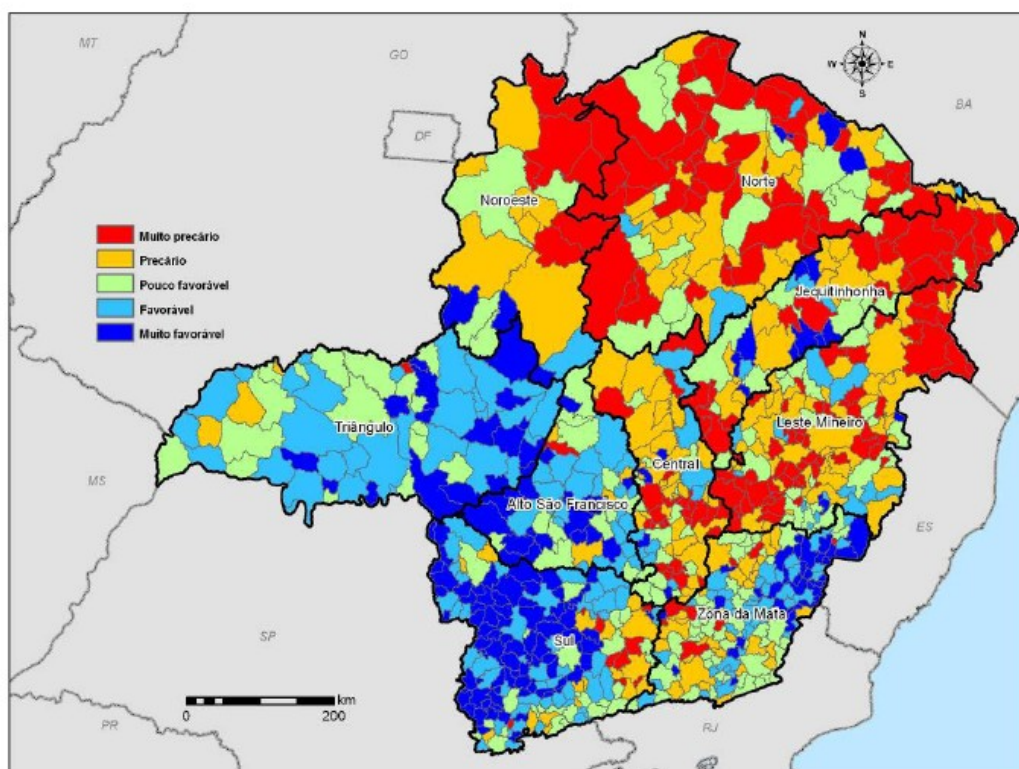 MT
GO
N
W E
S
BA
DF
Norte
Noroeste
Muito precário
Precário
Pouco favorável
Favorável
Muito favorável
Jequitinhonha
Triângulo
Leste Mineiro
Central
MS
Alto São Francisco
ES
Zona da Mata
Sul
SP
km
0 200
PR
RJ